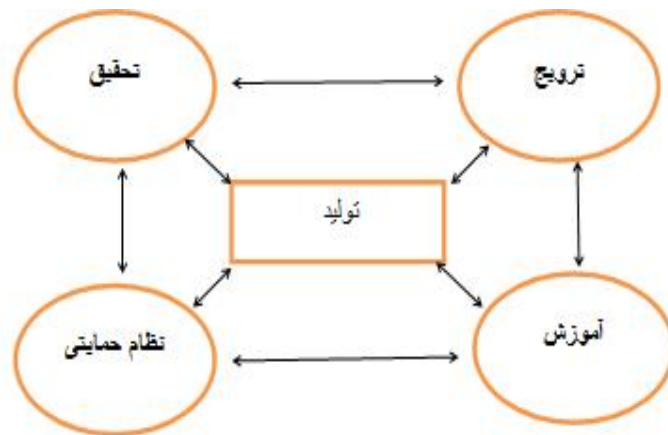 ترویج
تحقیق
تولید
آموزش
نظام حمایتی